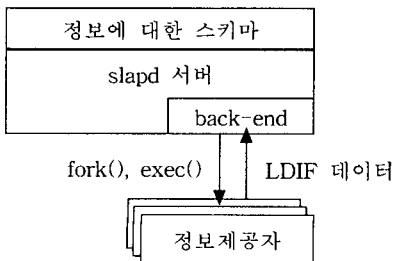 정보에 대한 스키마
slapd 서버
back-end
fork(), exec()
LDIF 데이터
정보제공자